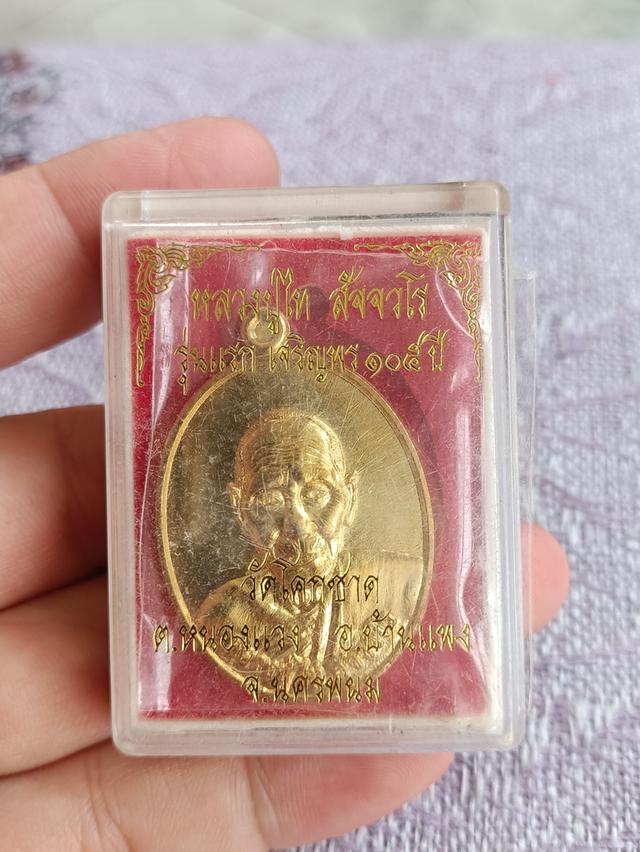 หลวงปู่ไท สัจจวโร
รุ่นแรก เจริญพร ๑๐๕ ปี
วัดโคกซาด
ต.หนองแวง อ.บ้านแพง
จ.นครพนม